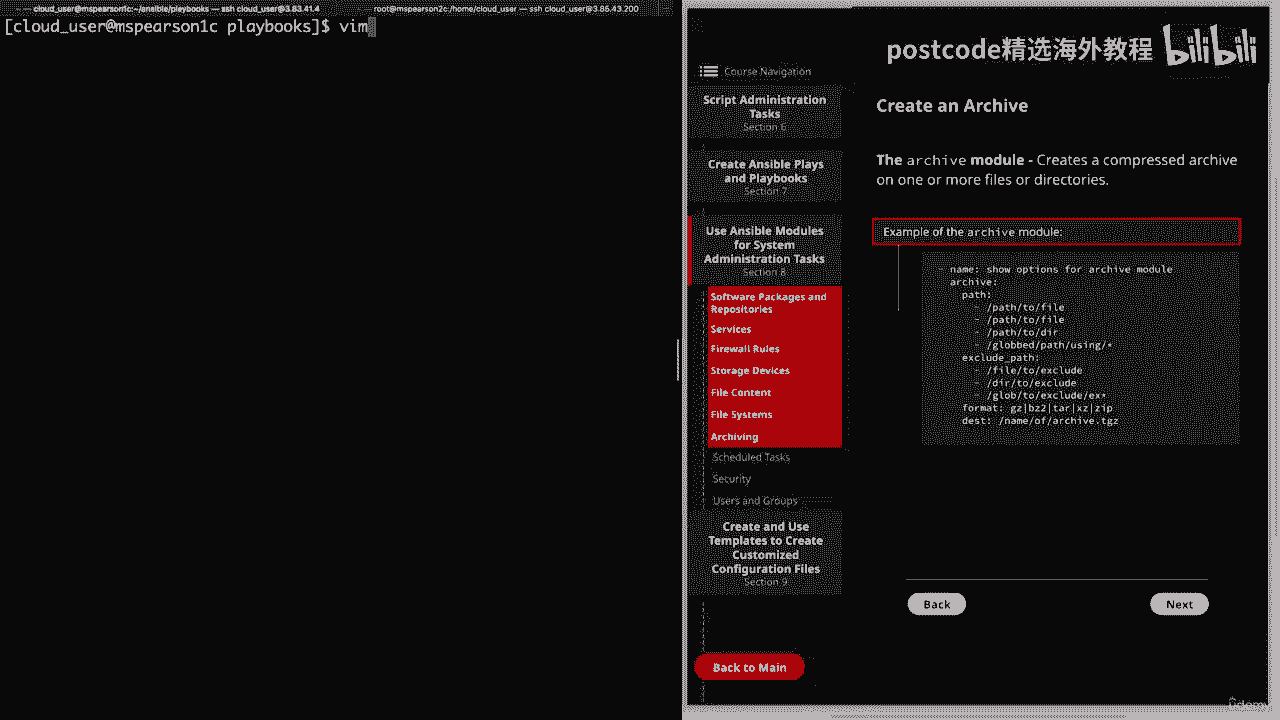 cloud_user@mspearson1c:~/ansible/playbooks — ssh cloud_user@3.83.41.4
root@mspearson2c:/home/cloud_user — ssh cloud_user@3.85.43.200
[cloud_user@mspearson1c playbooks]$ vim
postcode精选海外教程 bilibili
Course Navigation
Script Administration
Tasks
Section 6
Create Ansible Plays
and Playbooks
Section 7
Use Ansible Modules
for System
Administration Tasks
Section 8
Software Packages and
Repositories
Services
Firewall Rules
Storage Devices
File Content
File Systems
Archiving
Scheduled Tasks
Security
Users and Groups
Create and Use
Templates to Create
Customized
Configuration Files
Section 9
Back to Main
Create an Archive
The archive module - Creates a compressed archive
on one or more files or directories.
Example of the archive module:
name: show options for archive module
archive:
path:
- /path/to/file
- /path/to/file
- /path/to/dir
- /globbed/path/using/*
exclude_path:
- /file/to/exclude
- /dir/to/exclude
- /glob/to/exclude/ex*
format: gz|bz2|tar|xz|zip
dest: /name/of/archive.tgz
Back
Next
Udemy